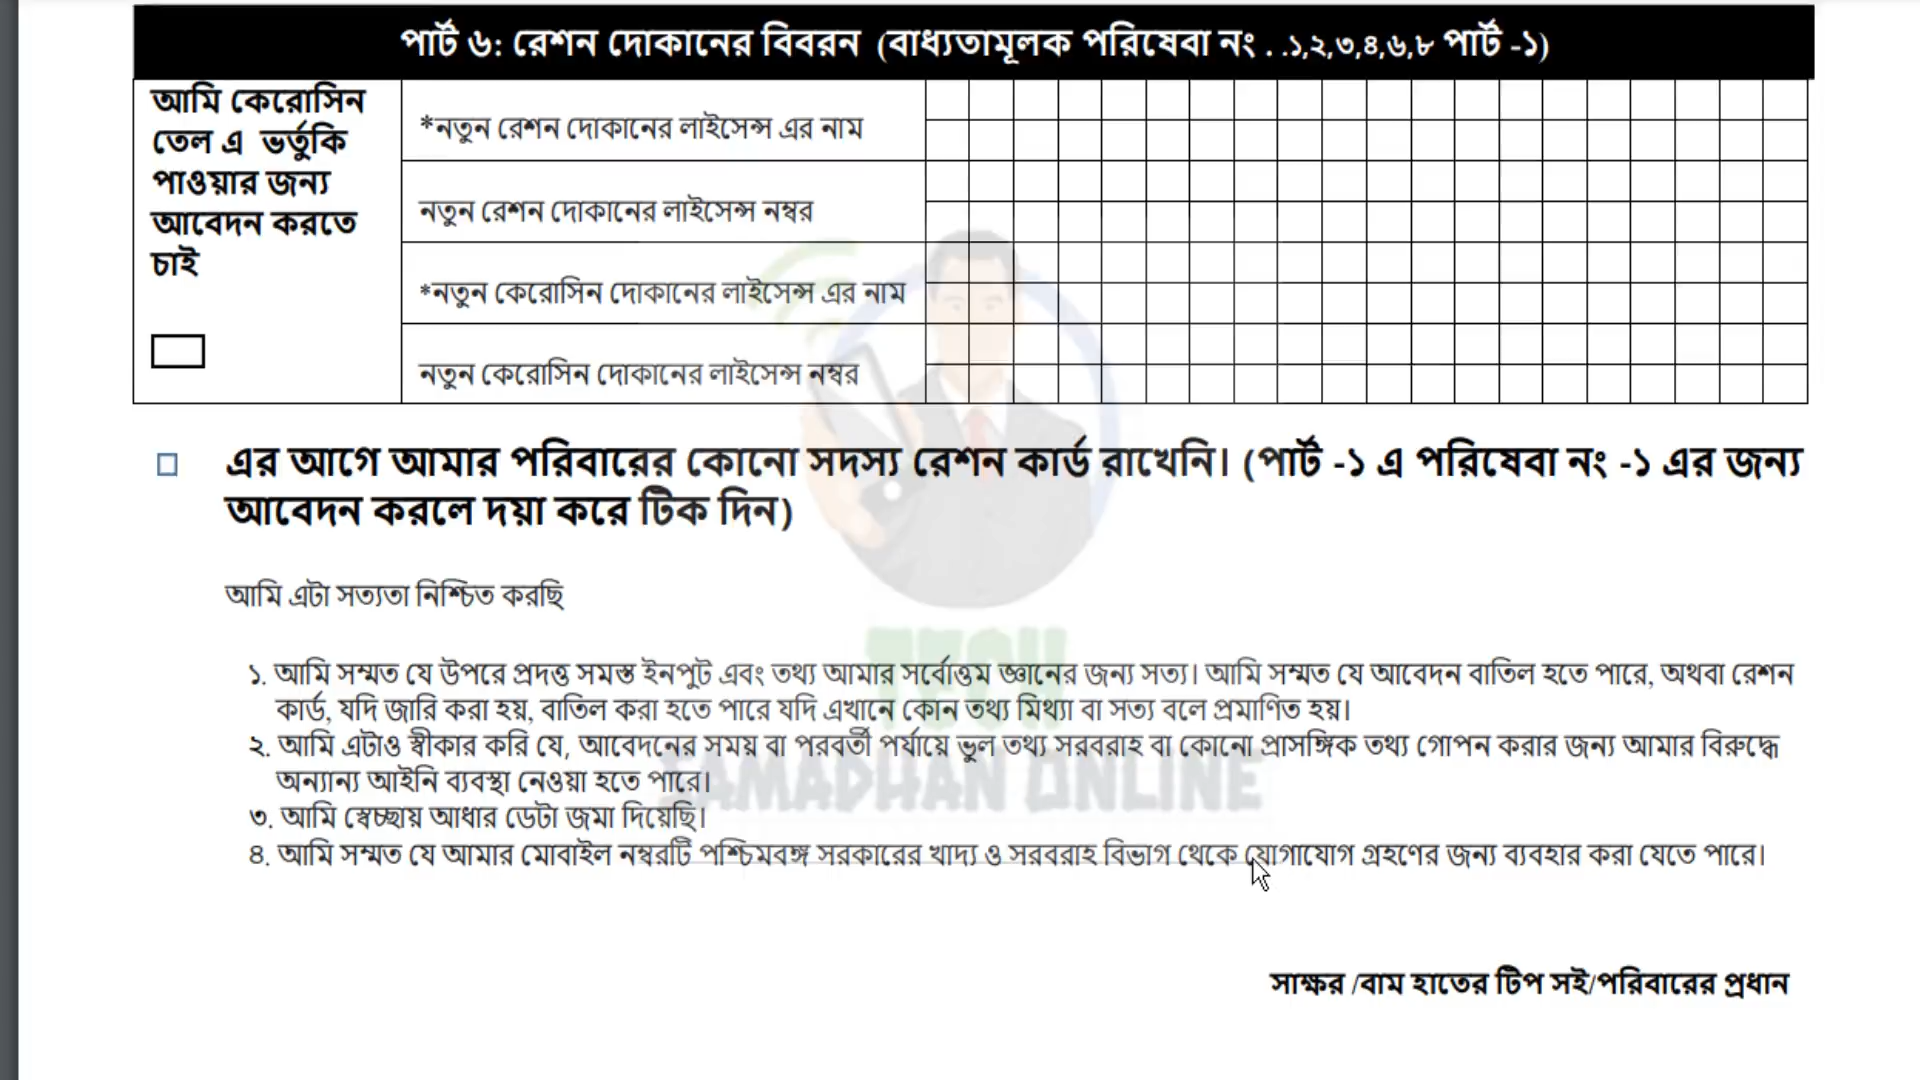 পার্ট ৬: রেশন দোকানের বিবরন (বাধ্যতামূলক পরিষেবা নং . .১,২,৩,৪,৬,৮ পার্ট -১)
আমি কেরোসিন
তেল এ ভর্তুকি
পাওয়ার জন্য
আবেদন করতে
চাই
*নতুন রেশন দোকানের লাইসেন্স এর নাম
নতুন রেশন দোকানের লাইসেন্স নম্বর
*নতুন কেরোসিন দোকানের লাইসেন্স এর নাম
নতুন কেরোসিন দোকানের লাইসেন্স নম্বর
এর আগে আমার পরিবারের কোনো সদস্য রেশন কার্ড রাখেনি। (পার্ট -১ এ পরিষেবা নং -১ এর জন্য
আবেদন করলে দয়া করে টিক দিন)
আমি এটা সত্যতা নিশ্চিত করছি
১. আমি সম্মত যে উপরে প্রদত্ত সমস্ত ইনপুট এবং তথ্য আমার সর্বোত্তম জ্ঞানের জন্য সত্য। আমি সম্মত যে আবেদন বাতিল হতে পারে, অথবা রেশন
কার্ড, যদি জারি করা হয়, বাতিল করা হতে পারে যদি এখানে কোন তথ্য মিথ্যা বা সত্য বলে প্রমাণিত হয়।
২. আমি এটাও স্বীকার করি যে, আবেদনের সময় বা পরবর্তী পর্যায়ে ভুল তথ্য সরবরাহ বা কোনো প্রাসঙ্গিক তথ্য গোপন করার জন্য আমার বিরুদ্ধে
অন্যান্য আইনি ব্যবস্থা নেওয়া হতে পারে।
৩. আমি স্বেচ্ছায় আধার ডেটা জমা দিয়েছি।
৪. আমি সম্মত যে আমার মোবাইল নম্বরটি পশ্চিমবঙ্গ সরকারের খাদ্য ও সরবরাহ বিভাগ থেকে যোগাযোগ গ্রহণের জন্য ব্যবহার করা যেতে পারে।
সাক্ষর /বাম হাতের টিপ সই/পরিবারের প্রধান
TECH
SAMADHAN ONLINE